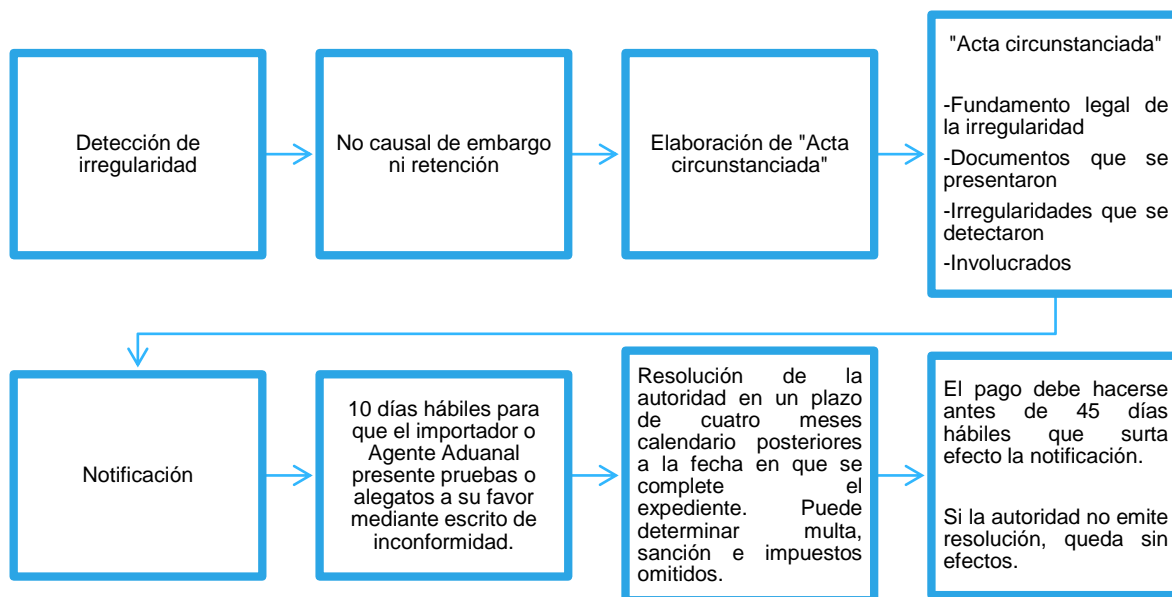 Detección de
irregularidad
No causal de embargo
ni retención
Elaboración de "Acta
circunstanciada"
"Acta circunstanciada"
-Fundamento legal de
la irregularidad
-Documentos que se
presentaron
-Irregularidades que se
detectaron
-Involucrados
Notificación
10 días hábiles para
que el importador o
Agente Aduanal
presente pruebas o
alegatos a su favor
mediante escrito de
inconformidad.
Resolución de la
autoridad en un plazo
de cuatro meses
calendario posteriores
a la fecha en que se
complete el
expediente. Puede
determinar multa,
sanción e impuestos
omitidos.
El pago debe hacerse
antes de 45 días
hábiles que surta
efecto la notificación.
Si la autoridad no emite
resolución, queda sin
efectos.